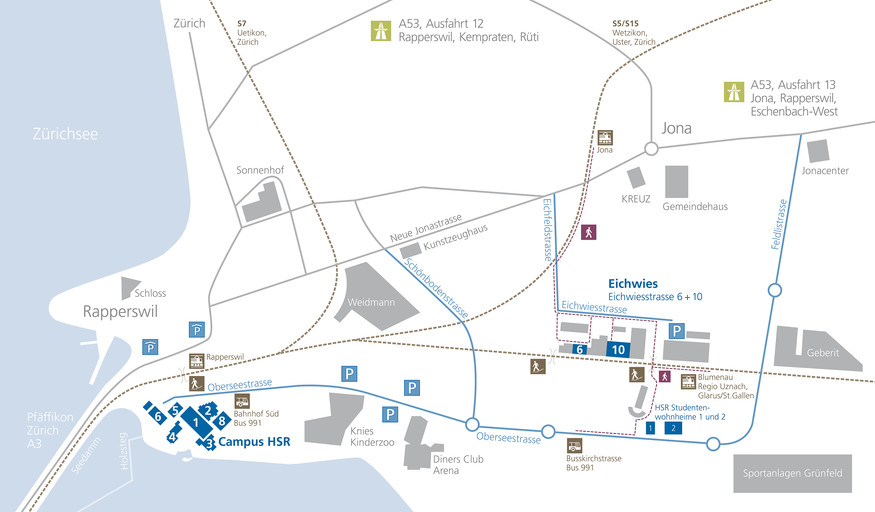 Zürich
S7
Uetikon,
Zürich
A53, Ausfahrt 12
Rapperswil, Kempraten, Rüti
S5/S15
Wetzikon,
Uster, Zürich
A53, Ausfahrt 13
Jona, Rapperswil,
Eschenbach-West
Zürichsee
Jona
Jona
Jonacenter
Sonnenhof
KREUZ
Gemeindehaus
Neue Jonastrasse
Kunstzeughaus
Eichfeldstrasse
Feldlistrasse
Schönbodenstrasse
Schloss
Rapperswil
Weidmann
Eichwies
Eichwiesstrasse 6 + 10
Eichwiesstrasse
P
P
P
6
10
Geberit
Rapperswil
Oberseestrasse
P
P
P
Blumenau
Regio Uznach,
Glarus/St.Gallen
Bahnhof Süd
Bus 991
6
5
2
1
8
4
3
Campus HSR
Pfäffikon
Zürich
A3
Seedamm
Holzsteg
Knies
Kinderzoo
Diners Club
Arena
Oberseestrasse
HSR Studenten-
wohnheime 1 und 2
1
2
Busskirchstrasse
Bus 991
Sportanlagen Grünfeld